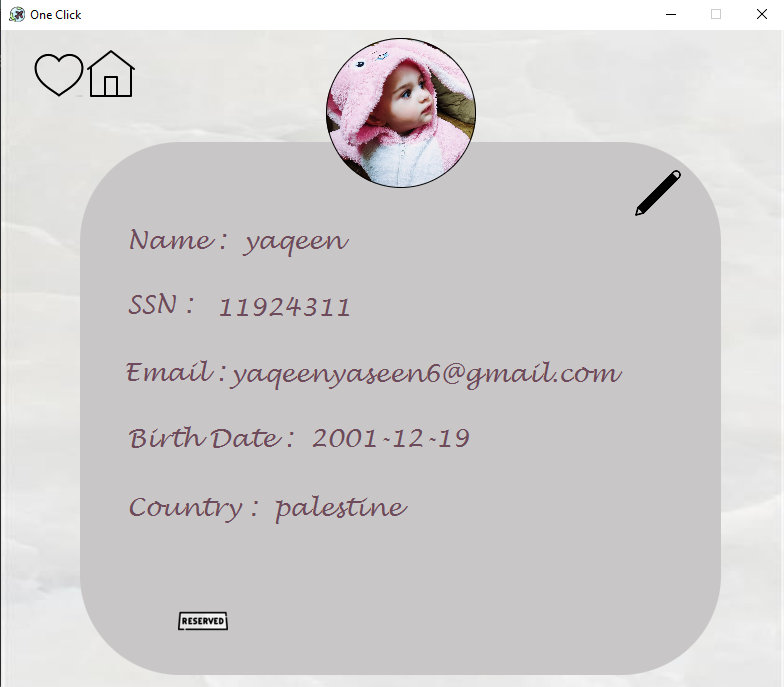 One Click
Name : yaqeen
SSN : 11924311
Email : yaqeenyaseen6@gmail.com
Birth Date : 2001-12-19
Country : palestine
RESERVED